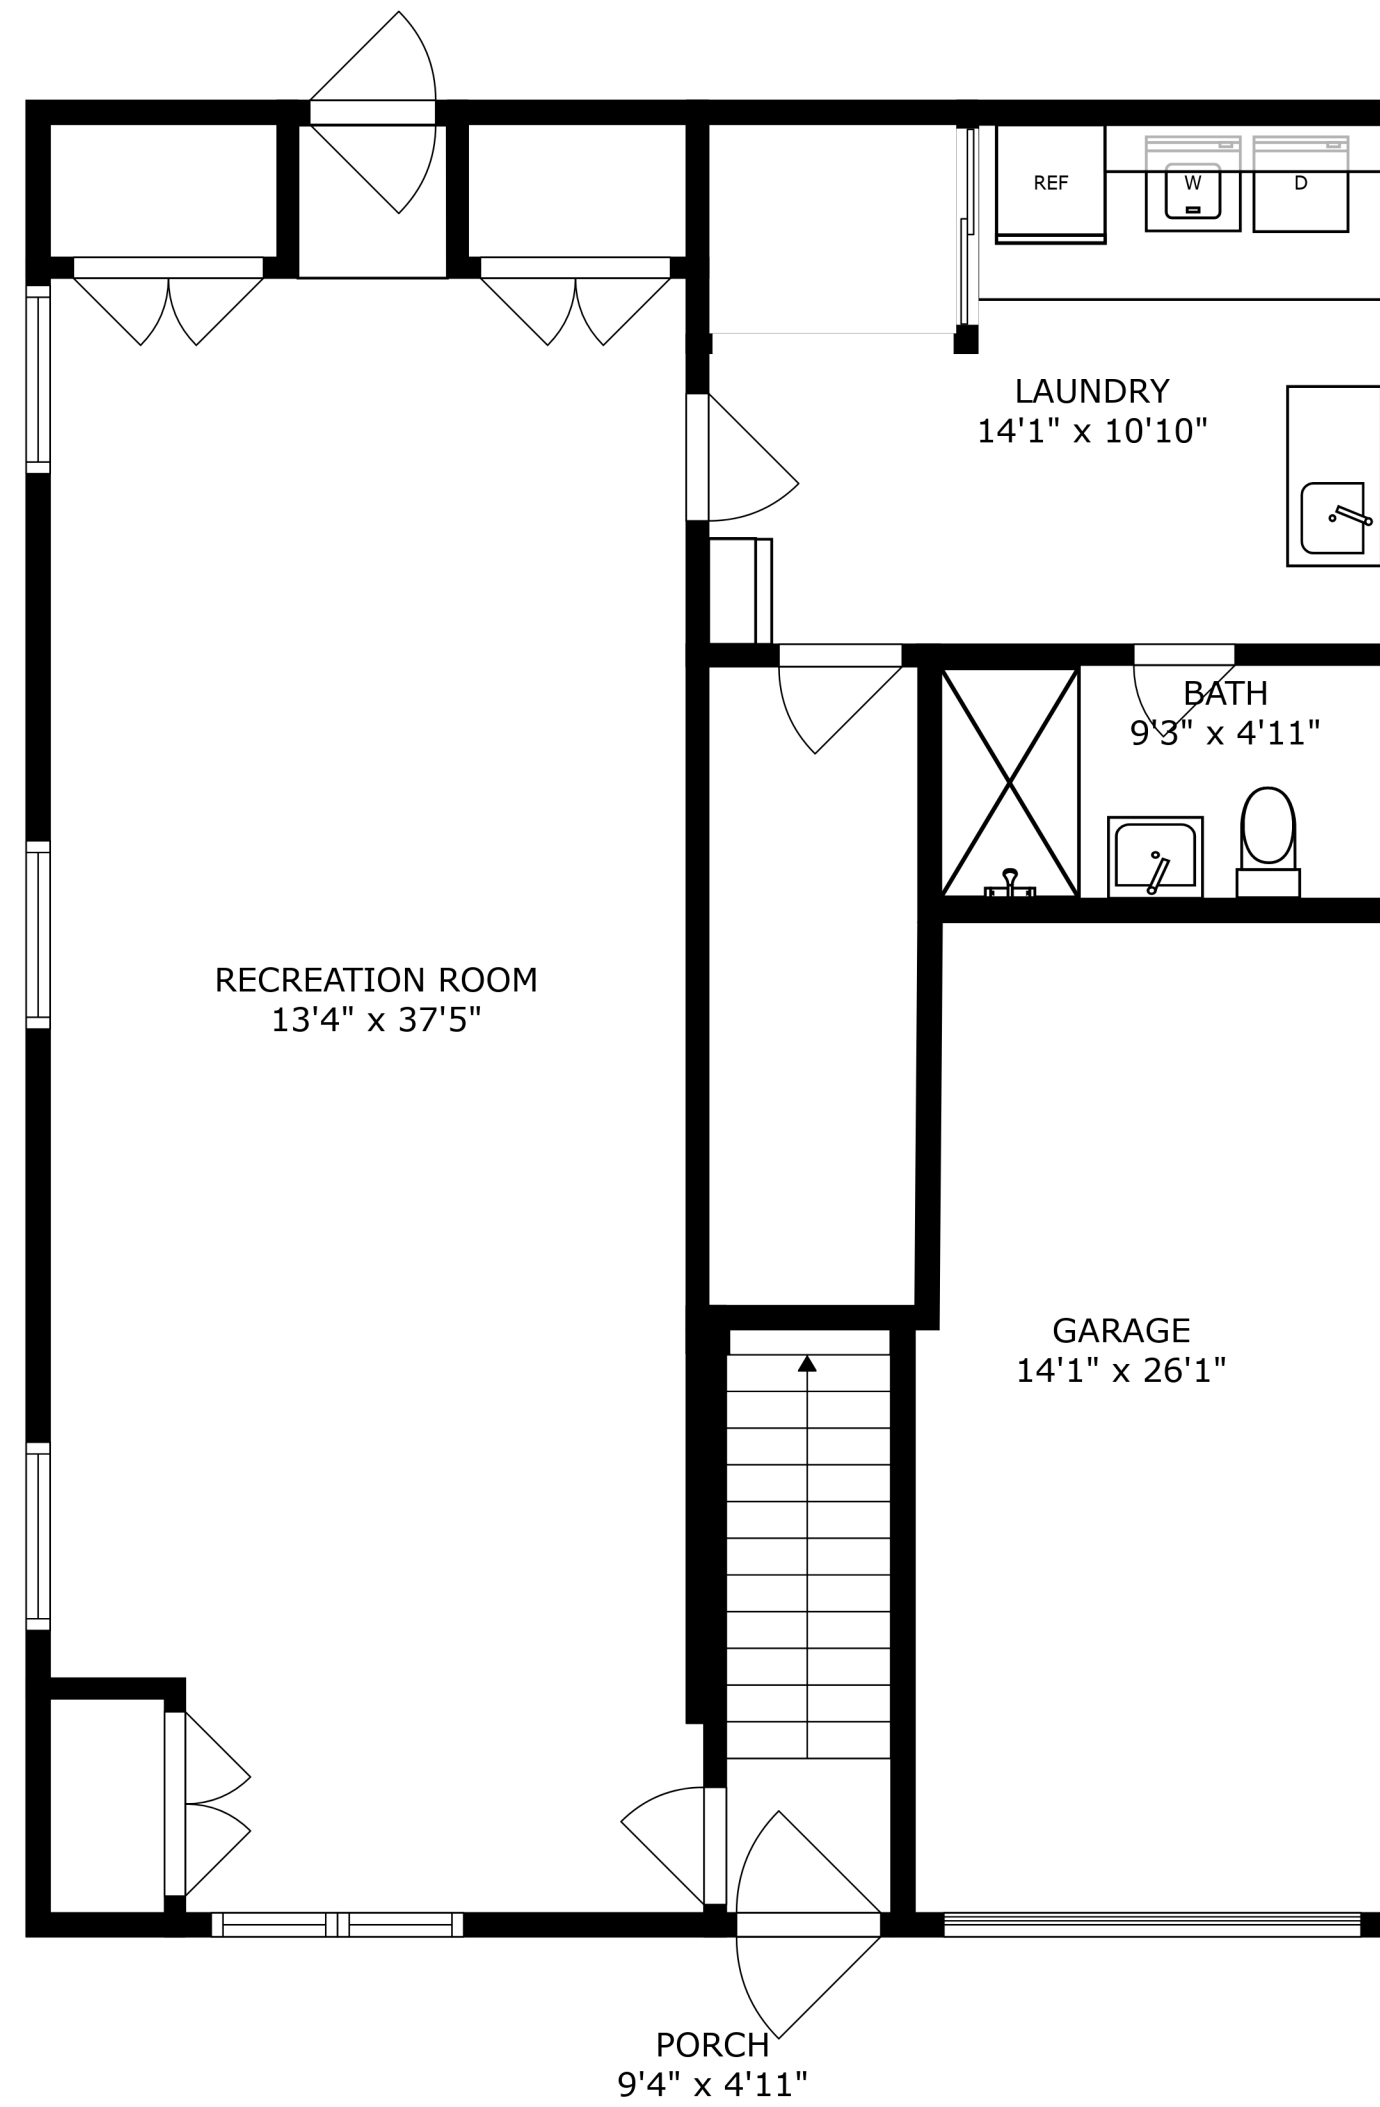 REF
W
D
LAUNDRY
14'1" x 10'10"
BATH
9'3" x 4'11"
RECREATION ROOM
13'4" x 37'5"
GARAGE
14'1" x 26'1"
PORCH
9'4" x 4'11"